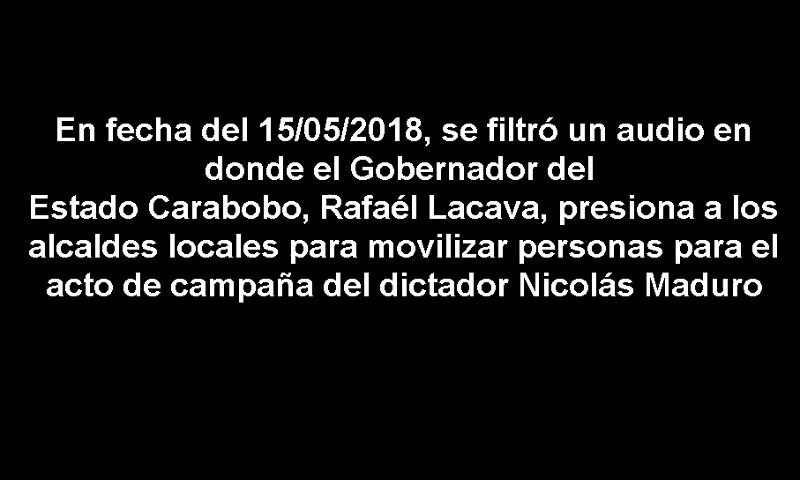 En fecha del 15/05/2018, se filtró un audio en
donde el Gobernador del
Estado Carabobo, Rafaél Lacava, presiona a los
alcaldes locales para movilizar personas para el
acto de campaña del dictador Nicolás Maduro